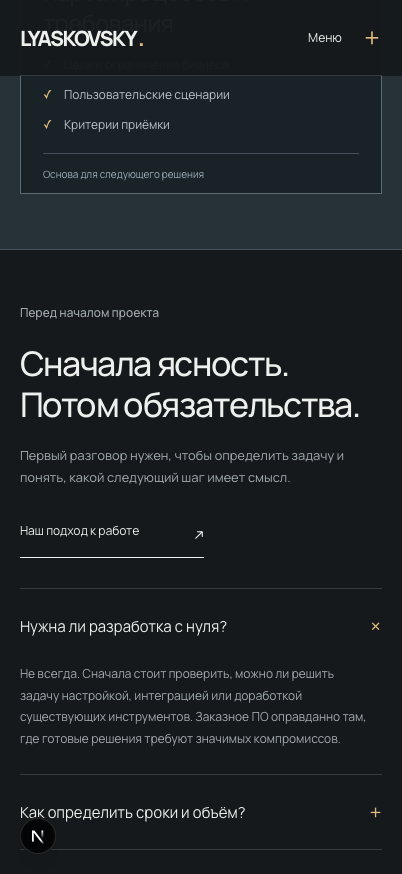 требования
LYASKOVSKY.
Меню
Пользовательские сценарии
Критерии приёмки
Основа для следующего решения
Перед началом проекта
Сначала ясность.
Потом обязательства.
Первый разговор нужен, чтобы определить задачу и
понять, какой следующий шаг имеет смысл.
Наш подход к работе
Нужна ли разработка с нуля?
Не всегда. Сначала стоит проверить, можно ли решить
задачу настройкой, интеграцией или доработкой
существующих инструментов. Заказное ПО оправданно там,
где готовые решения требуют значимых компромиссов.
Как определить сроки и объём?
N